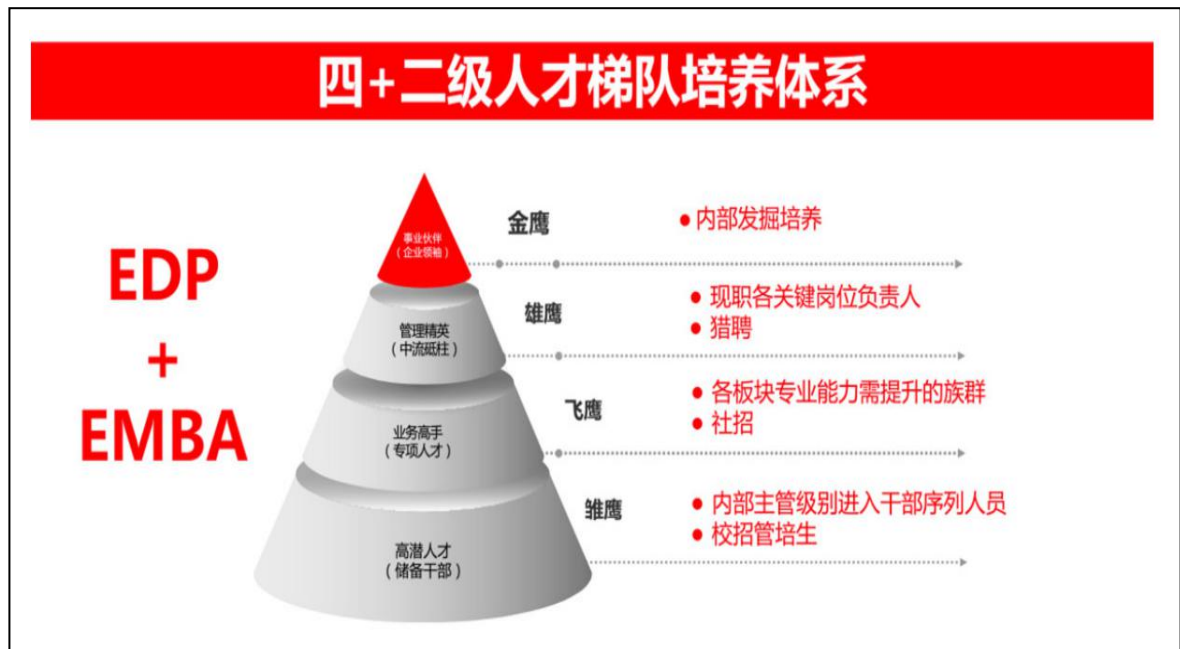 四+二级人才梯队培养体系
EDP
+
EMBA
事业伙伴
（企业领袖）
金鹰
● 内部发掘培养
管理精英
（中流砥柱）
雄鹰
● 现职各关键岗位负责人
● 猎聘
业务高手
（专项人才）
飞鹰
● 各板块专业能力需提升的族群
● 社招
高潜人才
（储备干部）
雏鹰
● 内部主管级别进入干部序列人员
● 校招管培生